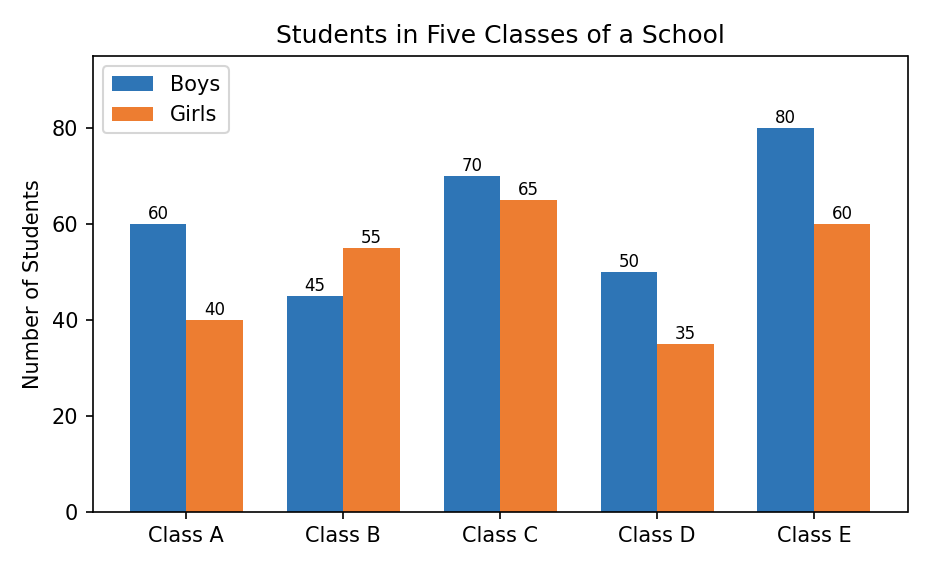 Students in Five Classes of a School
Boys
Girls
Number of Students
80
60
40
20
0
60
40
45
55
70
65
50
35
80
60
Class A
Class B
Class C
Class D
Class E